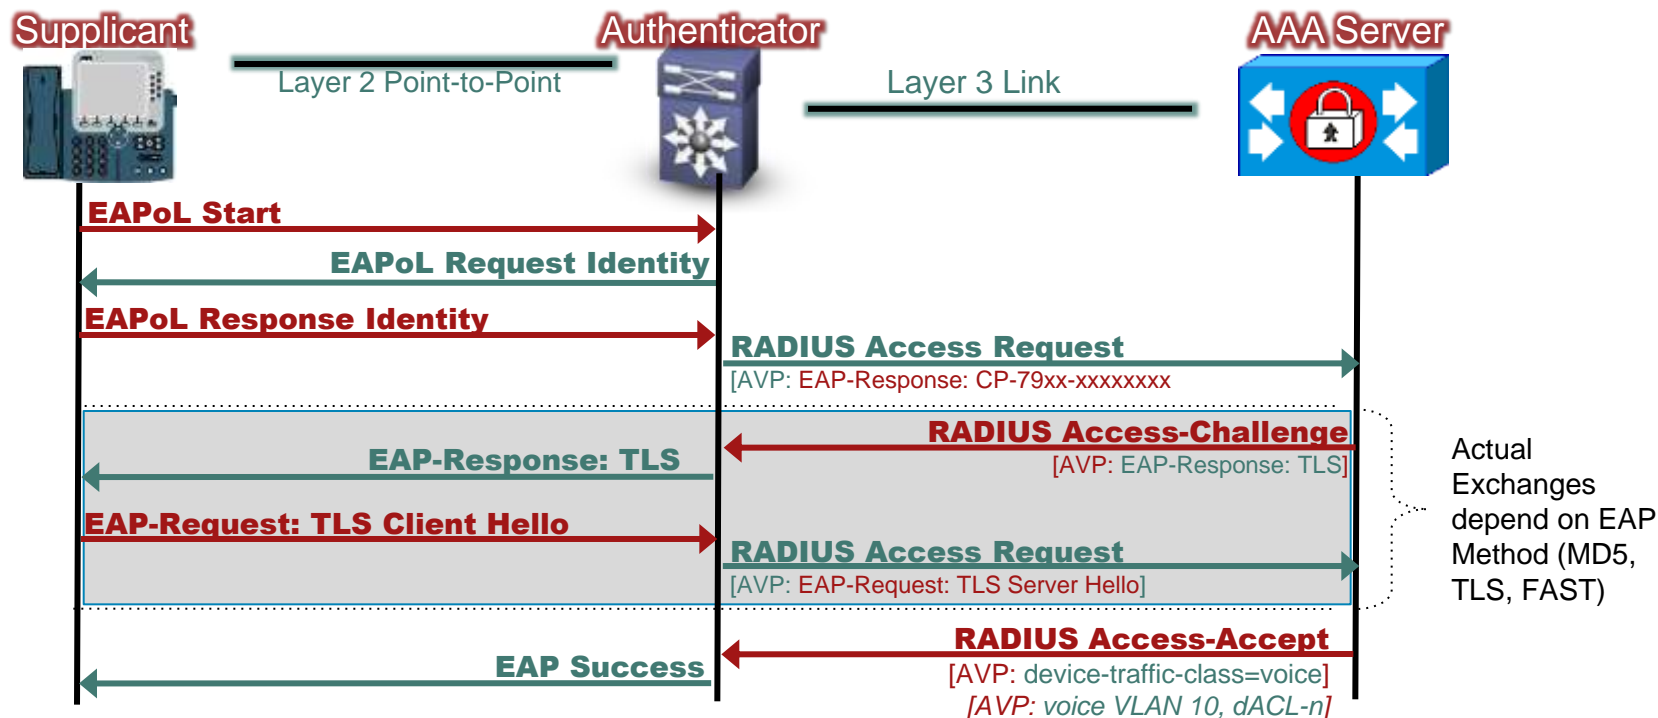 Supplicant
Authenticator
AAA Server
Layer 2 Point-to-Point
Layer 3 Link
EAPoL Start
EAPoL Request Identity
EAPoL Response Identity
RADIUS Access Request
[AVP: EAP-Response: CP-79xx-xxxxxxxx
RADIUS Access-Challenge
[AVP: EAP-Response: TLS]
EAP-Response: TLS
EAP-Request: TLS Client Hello
RADIUS Access Request
[AVP: EAP-Request: TLS Server Hello]
Actual
Exchanges
depend on EAP
Method (MD5,
TLS, FAST)
RADIUS Access-Accept
[AVP: device-traffic-class=voice]
[AVP: voice VLAN 10, dACL-n]
EAP Success